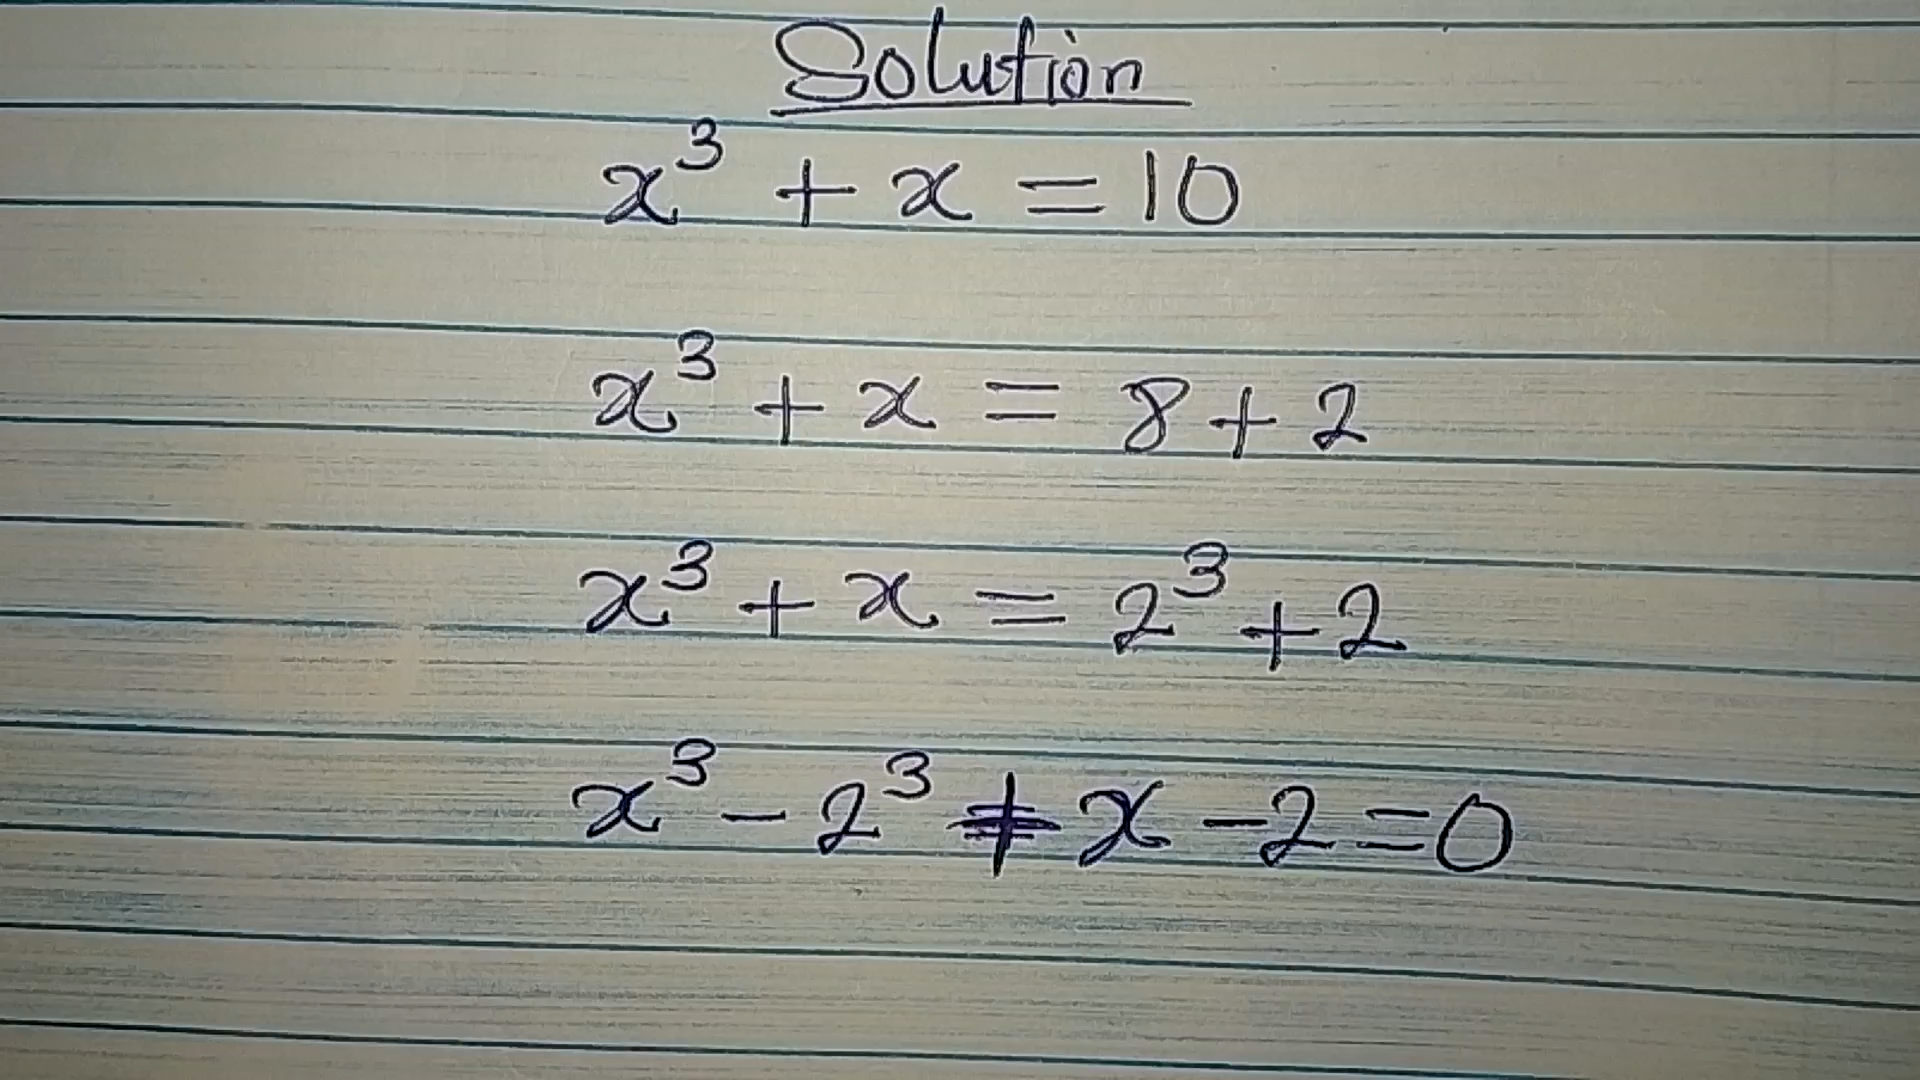 Solution
x³ + x = 10
x³ + x = 8 + 2
x³ + x = 2³ + 2
x³ - 2³ + x - 2 = 0